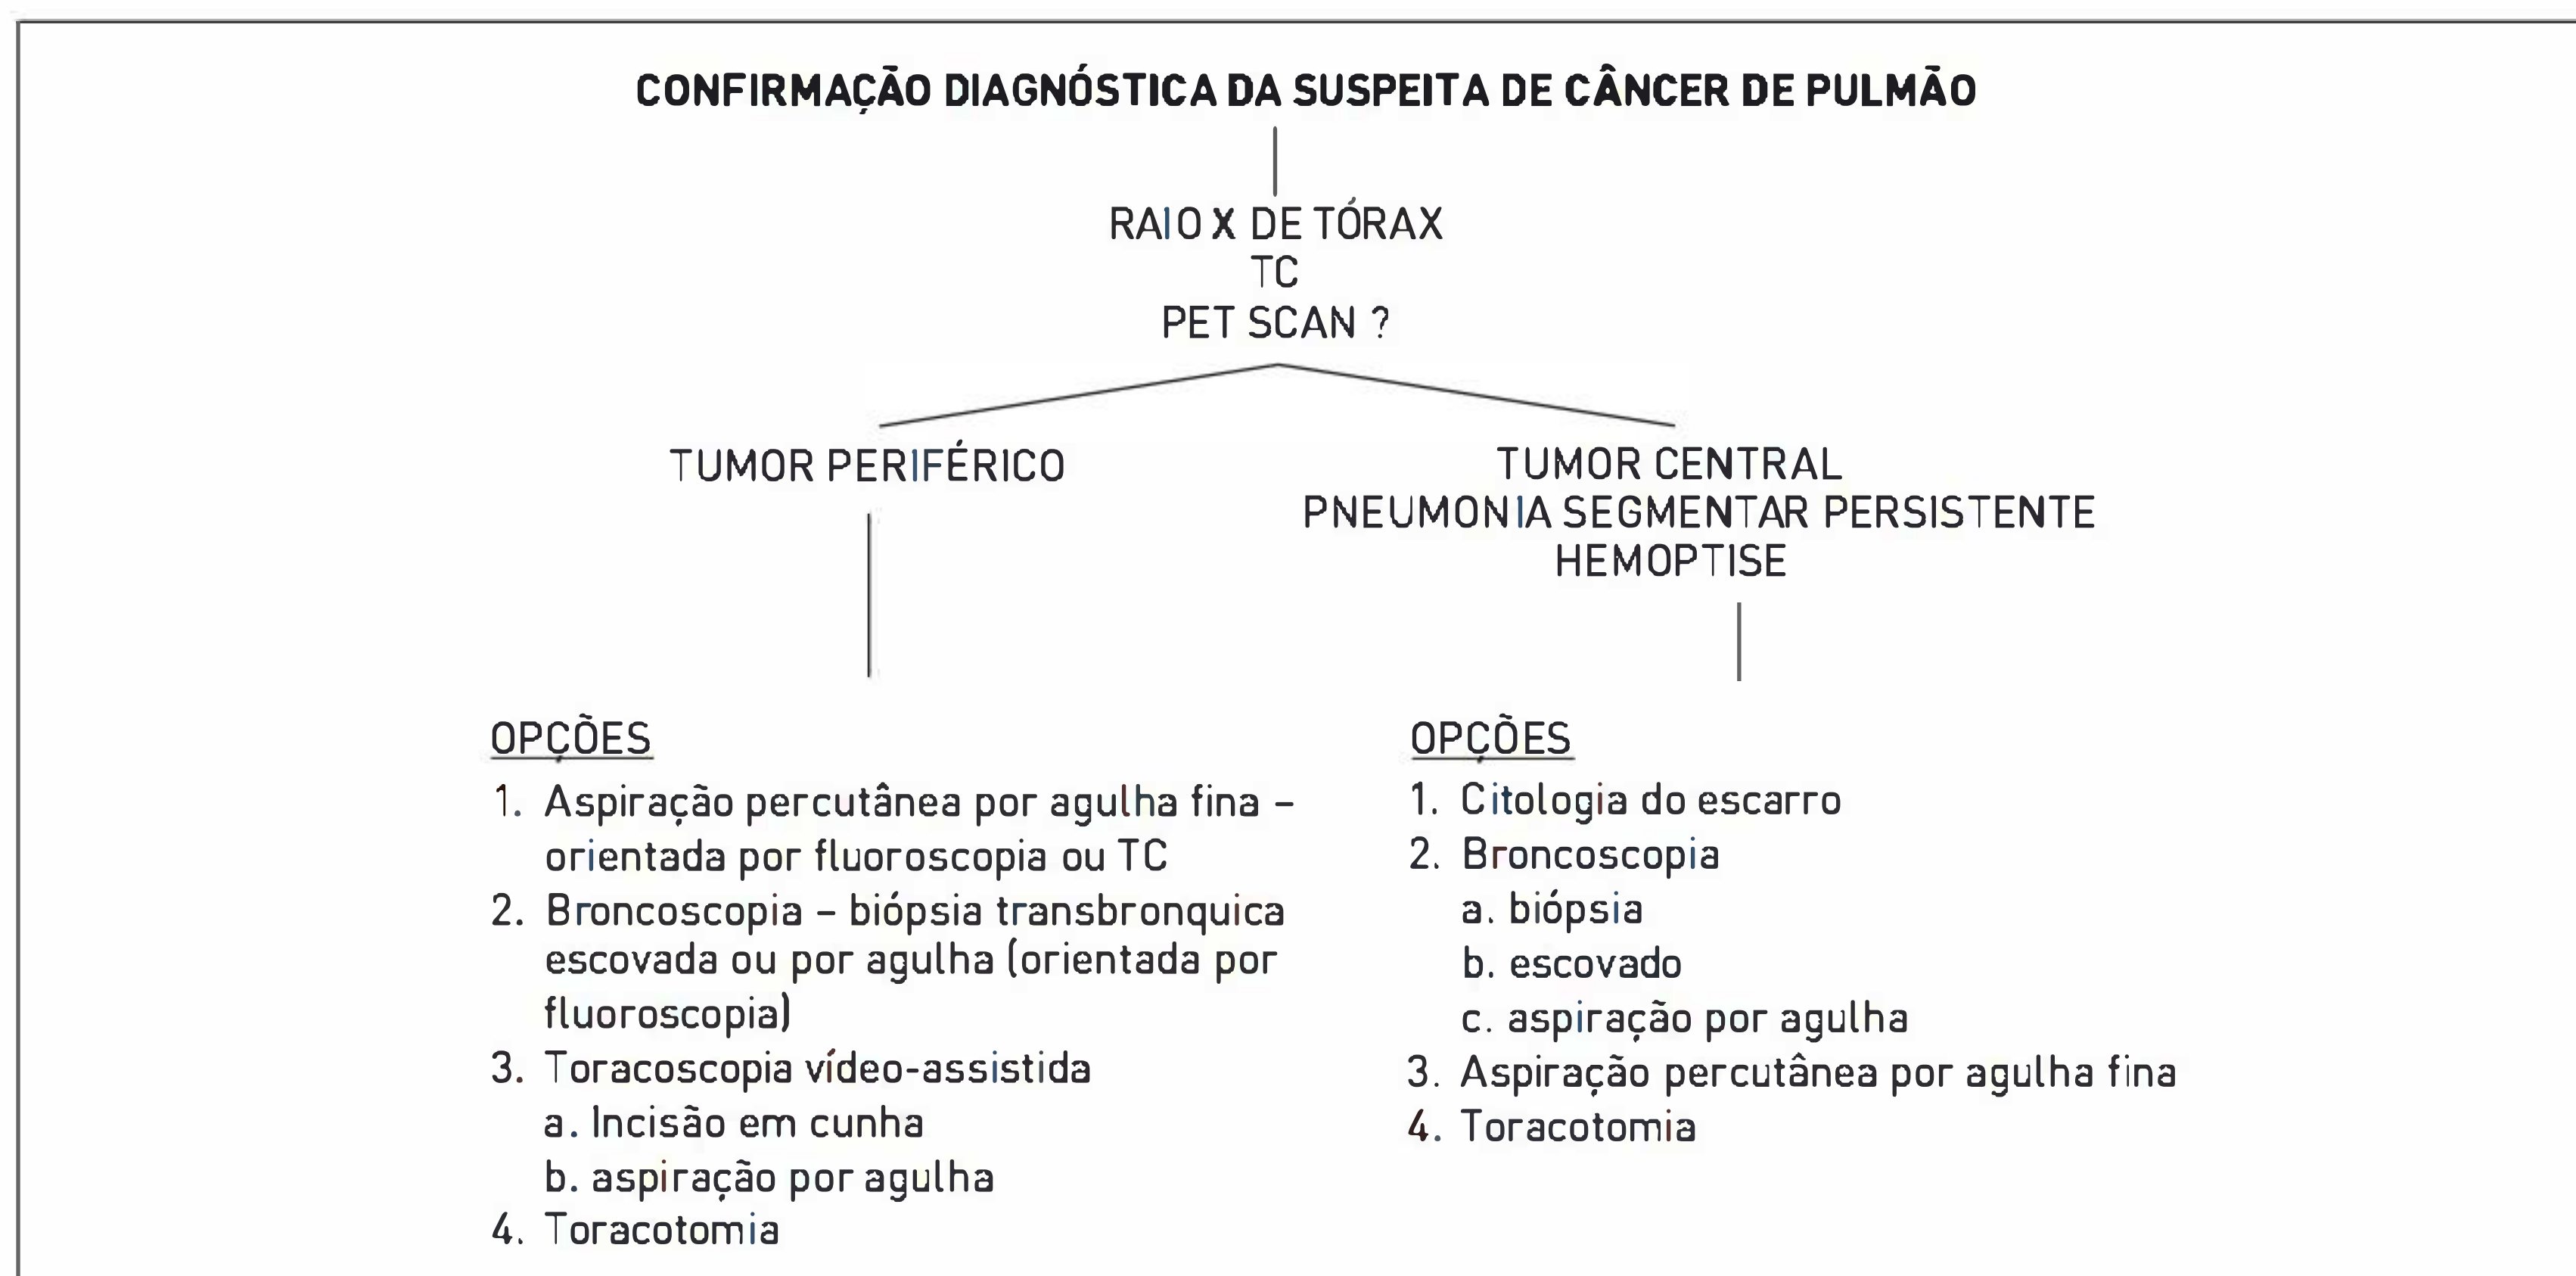 CONFIRMAÇÃO DIAGNÓSTICA DA SUSPEITA DE CÂNCER DE PULMÃO
RAIO X DE TÓRAX
TC
PET SCAN ?
TUMOR PERIFÉRICO
OPÇÕES
1. Aspiração percutânea por agulha fina –
orientada por fluoroscopia ou TC
2. Broncoscopia – biópsia transbronquica
escovada ou por agulha (orientada por
fluoroscopia)
3. Toracoscopia vídeo-assistida
a. Incisão em cunha
b. aspiração por agulha
4. Toracotomia
TUMOR CENTRAL
PNEUMONIA SEGMENTAR PERSISTENTE
HEMOPTISE
OPÇÕES
1. Citologia do escarro
2. Broncoscopia
a. biópsia
b. escovado
c. aspiração por agulha
3. Aspiração percutânea por agulha fina
4. Toracotomia